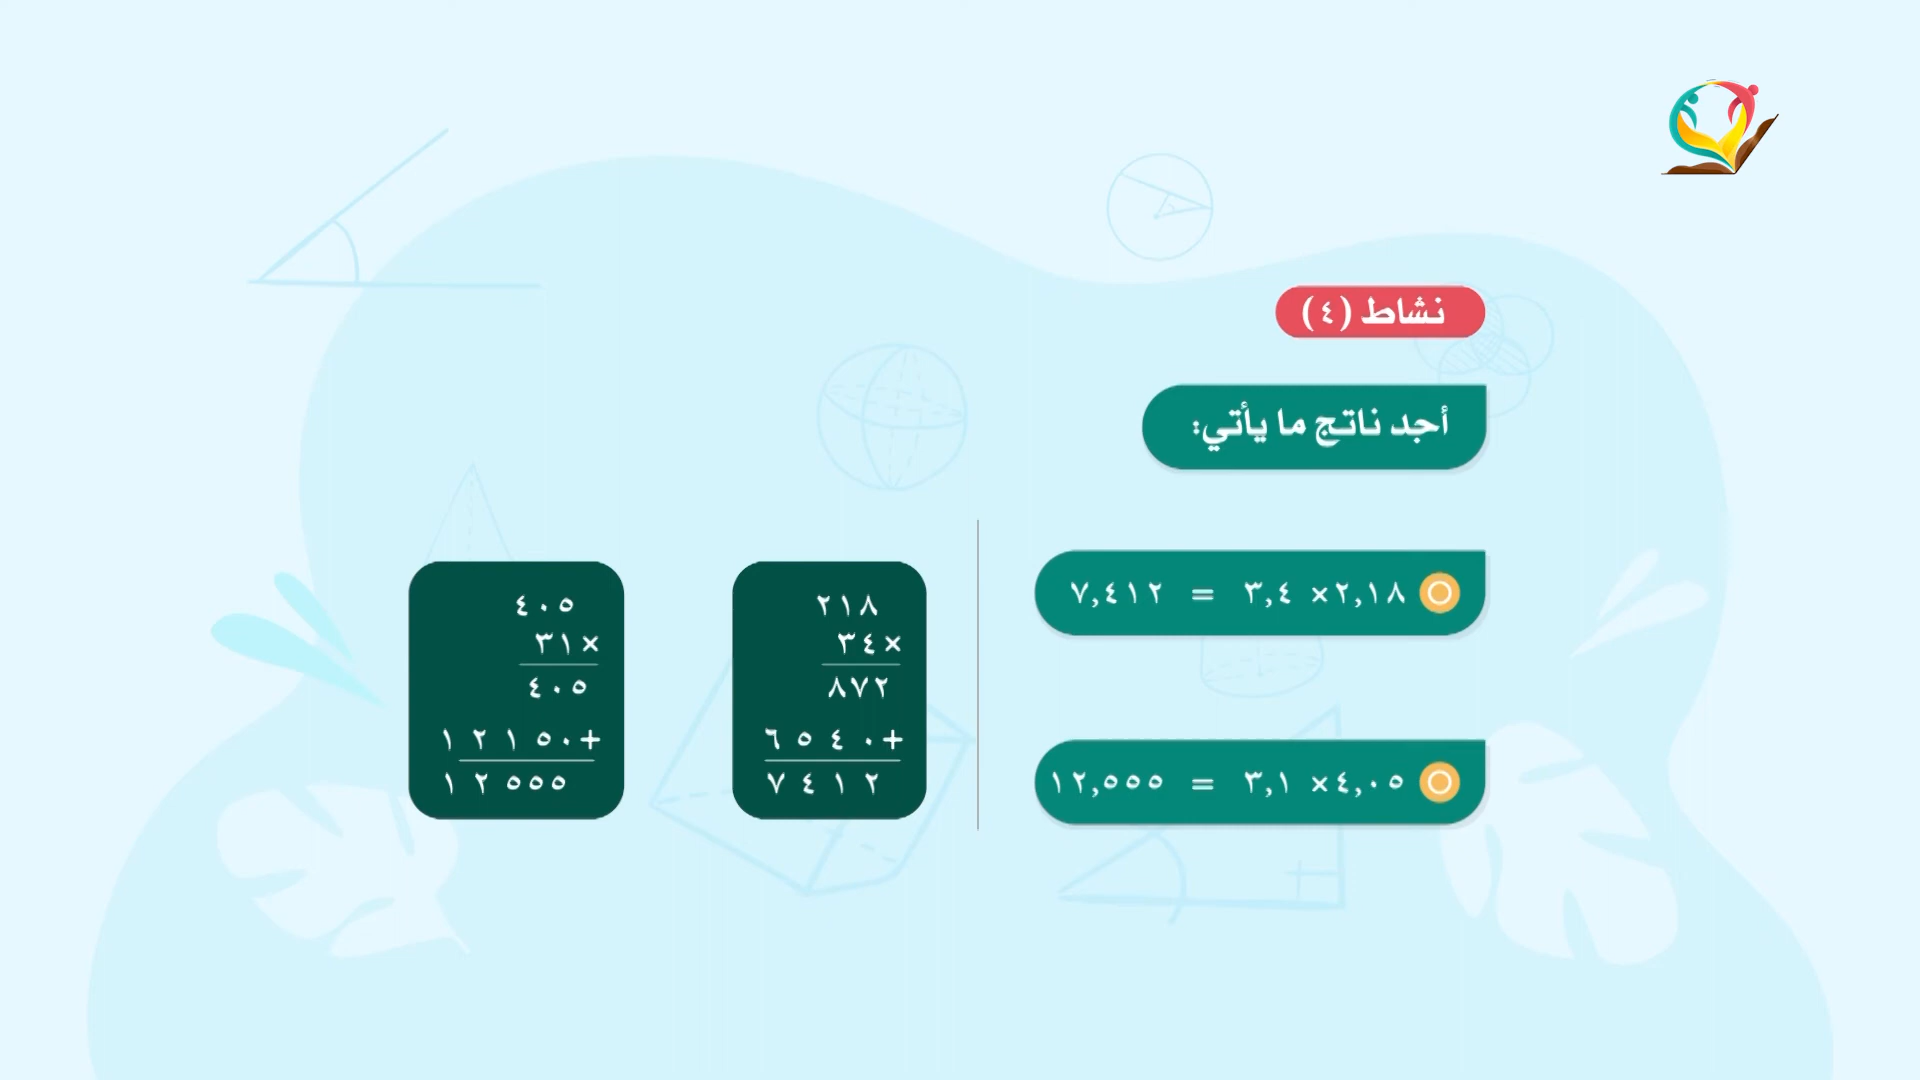 نشاط (٤)
أجد ناتج ما يأتي:
٢,١٨× ٣,٤ = ٧,٤١٢
٤,٠٥× ٣,١ = ١٢,٥٥٥
٢١٨
×٣٤
٨٧٢
+٦٥٤٠
٧٤١٢
٤٠٥
×٣١
٤٠٥
+١٢١٥٠
١٢٥٥٥